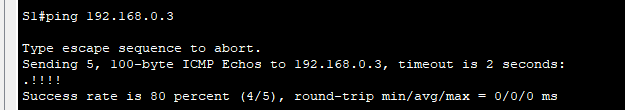 S1#ping 192.168.0.3
Type escape sequence to abort.
Sending 5, 100-byte ICMP Echos to 192.168.0.3, timeout is 2 seconds:
.!!!!
Success rate is 80 percent (4/5), round-trip min/avg/max = 0/0/0 ms